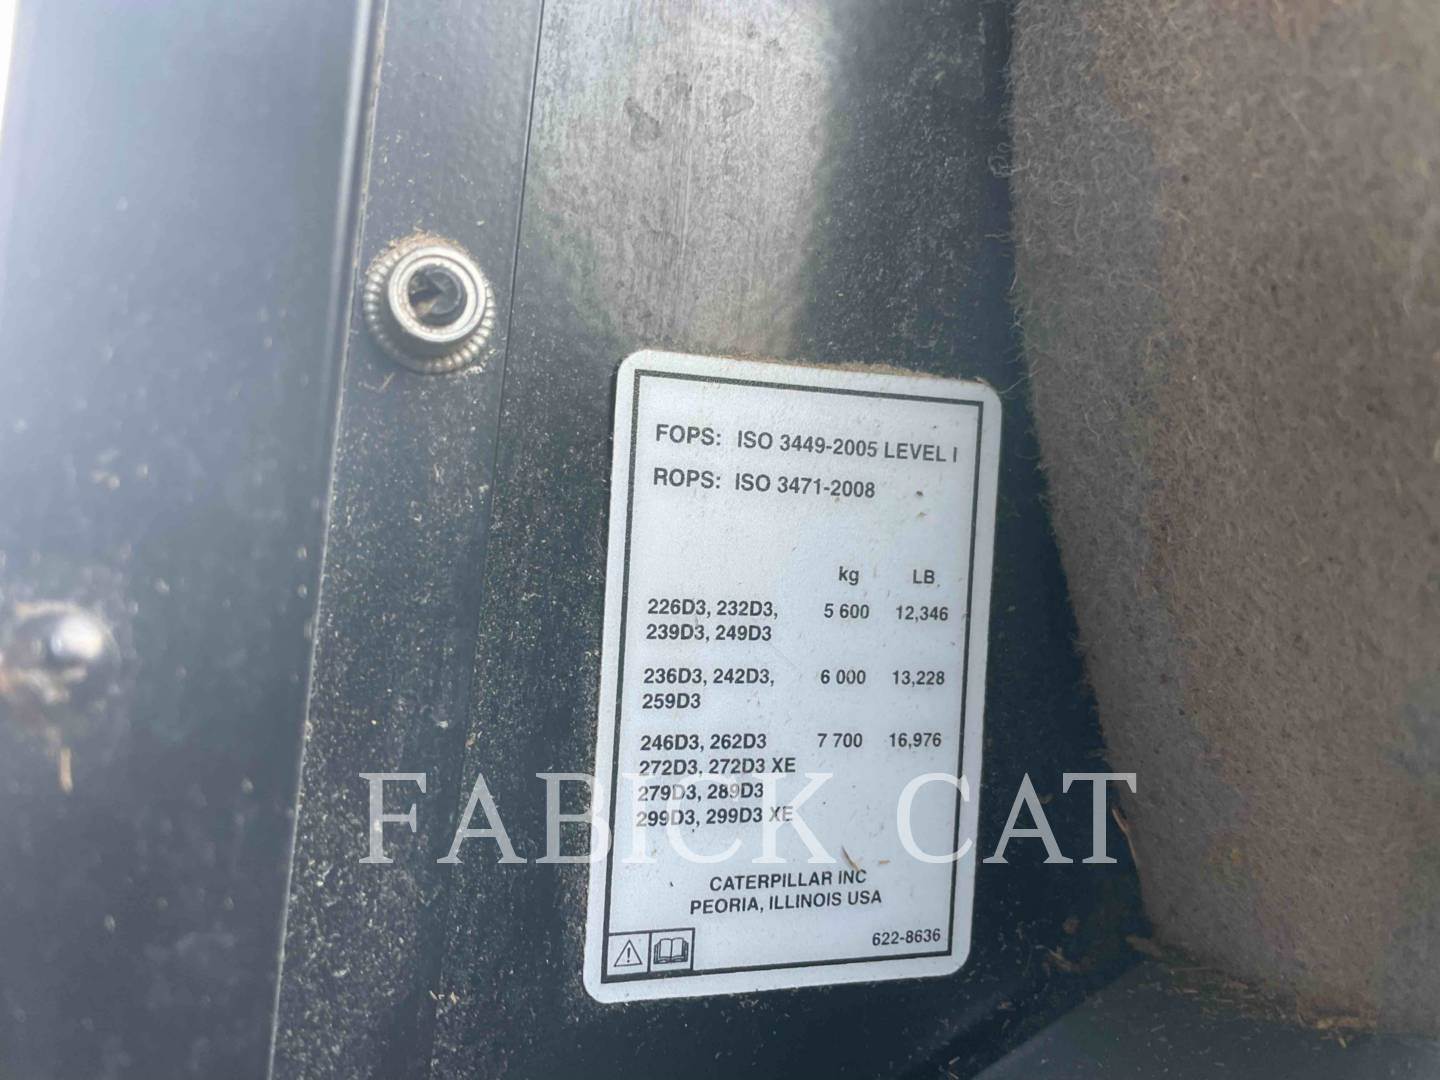 FOPS: ISO 3449-2005 LEVEL I
ROPS: ISO 3471-2008
kg LB
226D3, 232D3, 5 600 12,346
239D3, 249D3
236D3, 242D3, 6 000 13,228
259D3
246D3, 262D3 7 700 16,976
272D3, 272D3 XE
279D3, 289D3
299D3, 299D3 XE
FABICK CAT
CATERPILLAR INC
PEORIA, ILLINOIS USA
622-8636